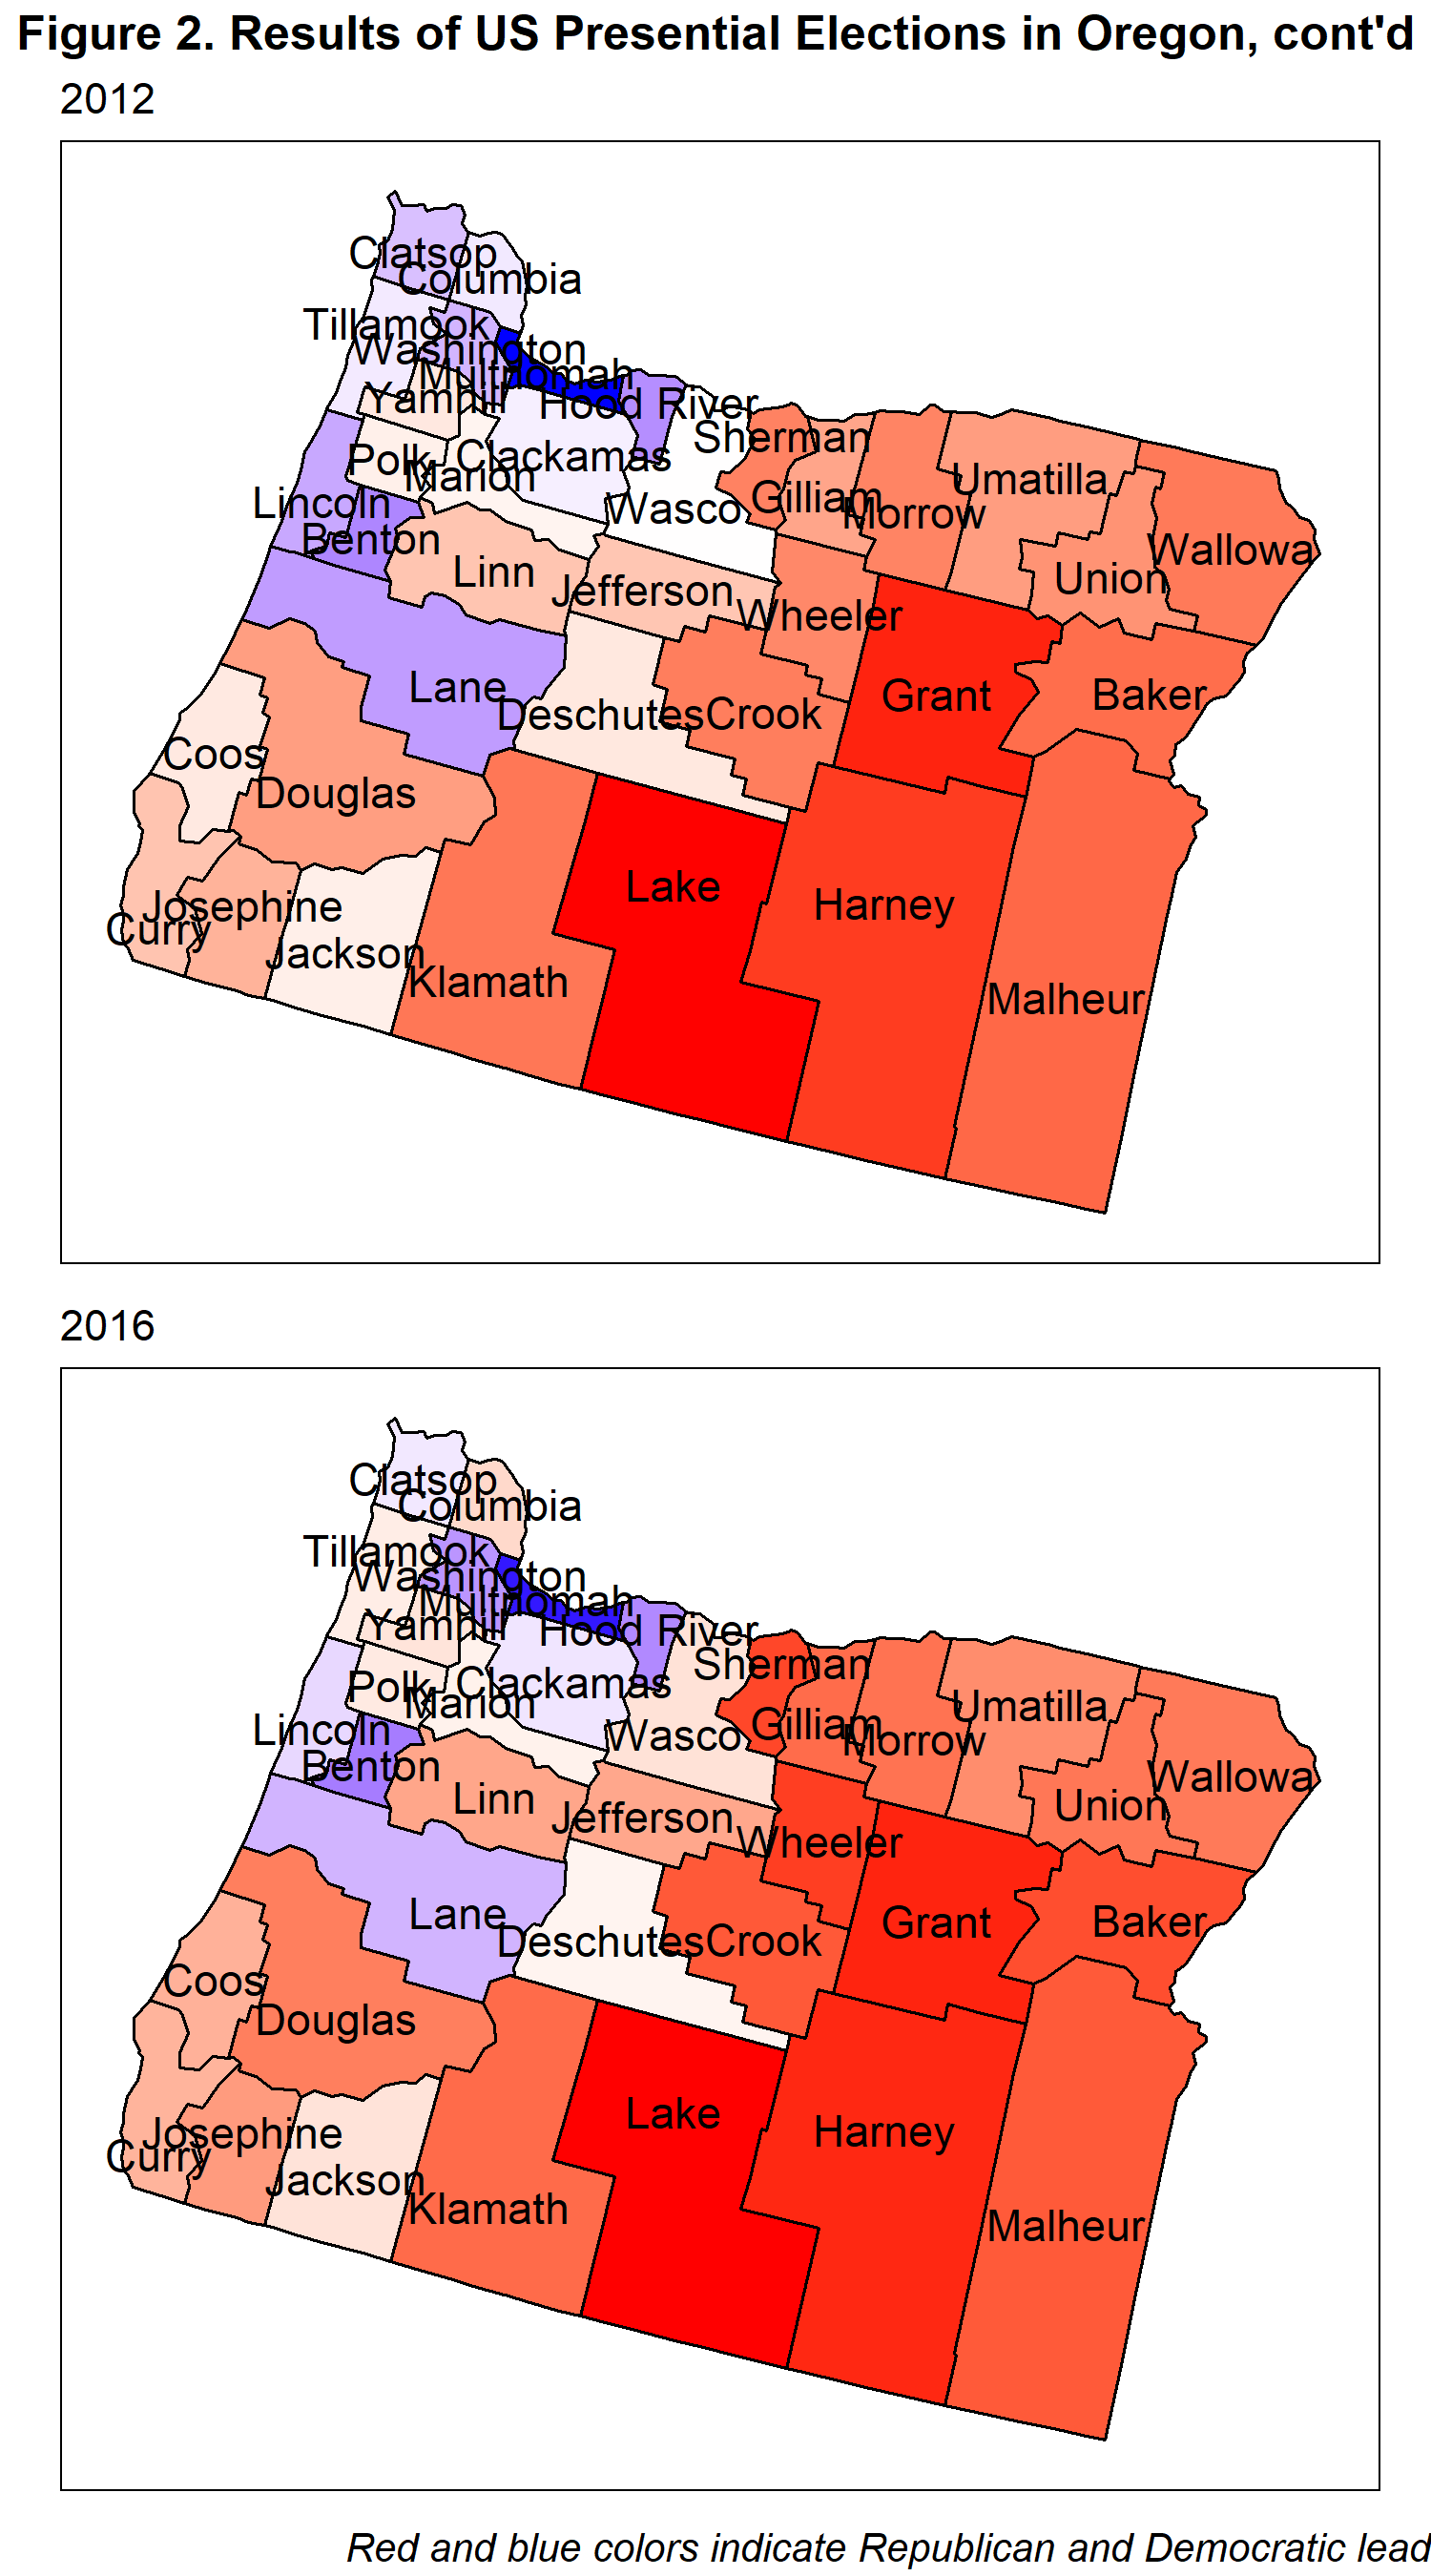 Figure 2. Results of US Presential Elections in Oregon, cont'd
2012
Clatsop
Columbia
Tillamook
Washington
Multnomah
Yamhill
Hood River
Sherman
Polk
Clackamas
Marion
Umatilla
Gilliam
Morrow
Lincoln
Wasco
Benton
Wallowa
Linn
Union
Jefferson
Wheeler
Lane
Grant
Baker
Deschutes
Crook
Coos
Douglas
Lake
Harney
Josephine
Curry
Jackson
Klamath
Malheur
2016
Clatsop
Columbia
Tillamook
Washington
Multnomah
Yamhill
Hood River
Sherman
Polk
Clackamas
Marion
Umatilla
Gilliam
Morrow
Lincoln
Wasco
Benton
Wallowa
Linn
Union
Jefferson
Wheeler
Lane
Grant
Baker
Deschutes
Crook
Coos
Douglas
Lake
Harney
Josephine
Curry
Jackson
Klamath
Malheur
Red and blue colors indicate Republican and Democratic lead